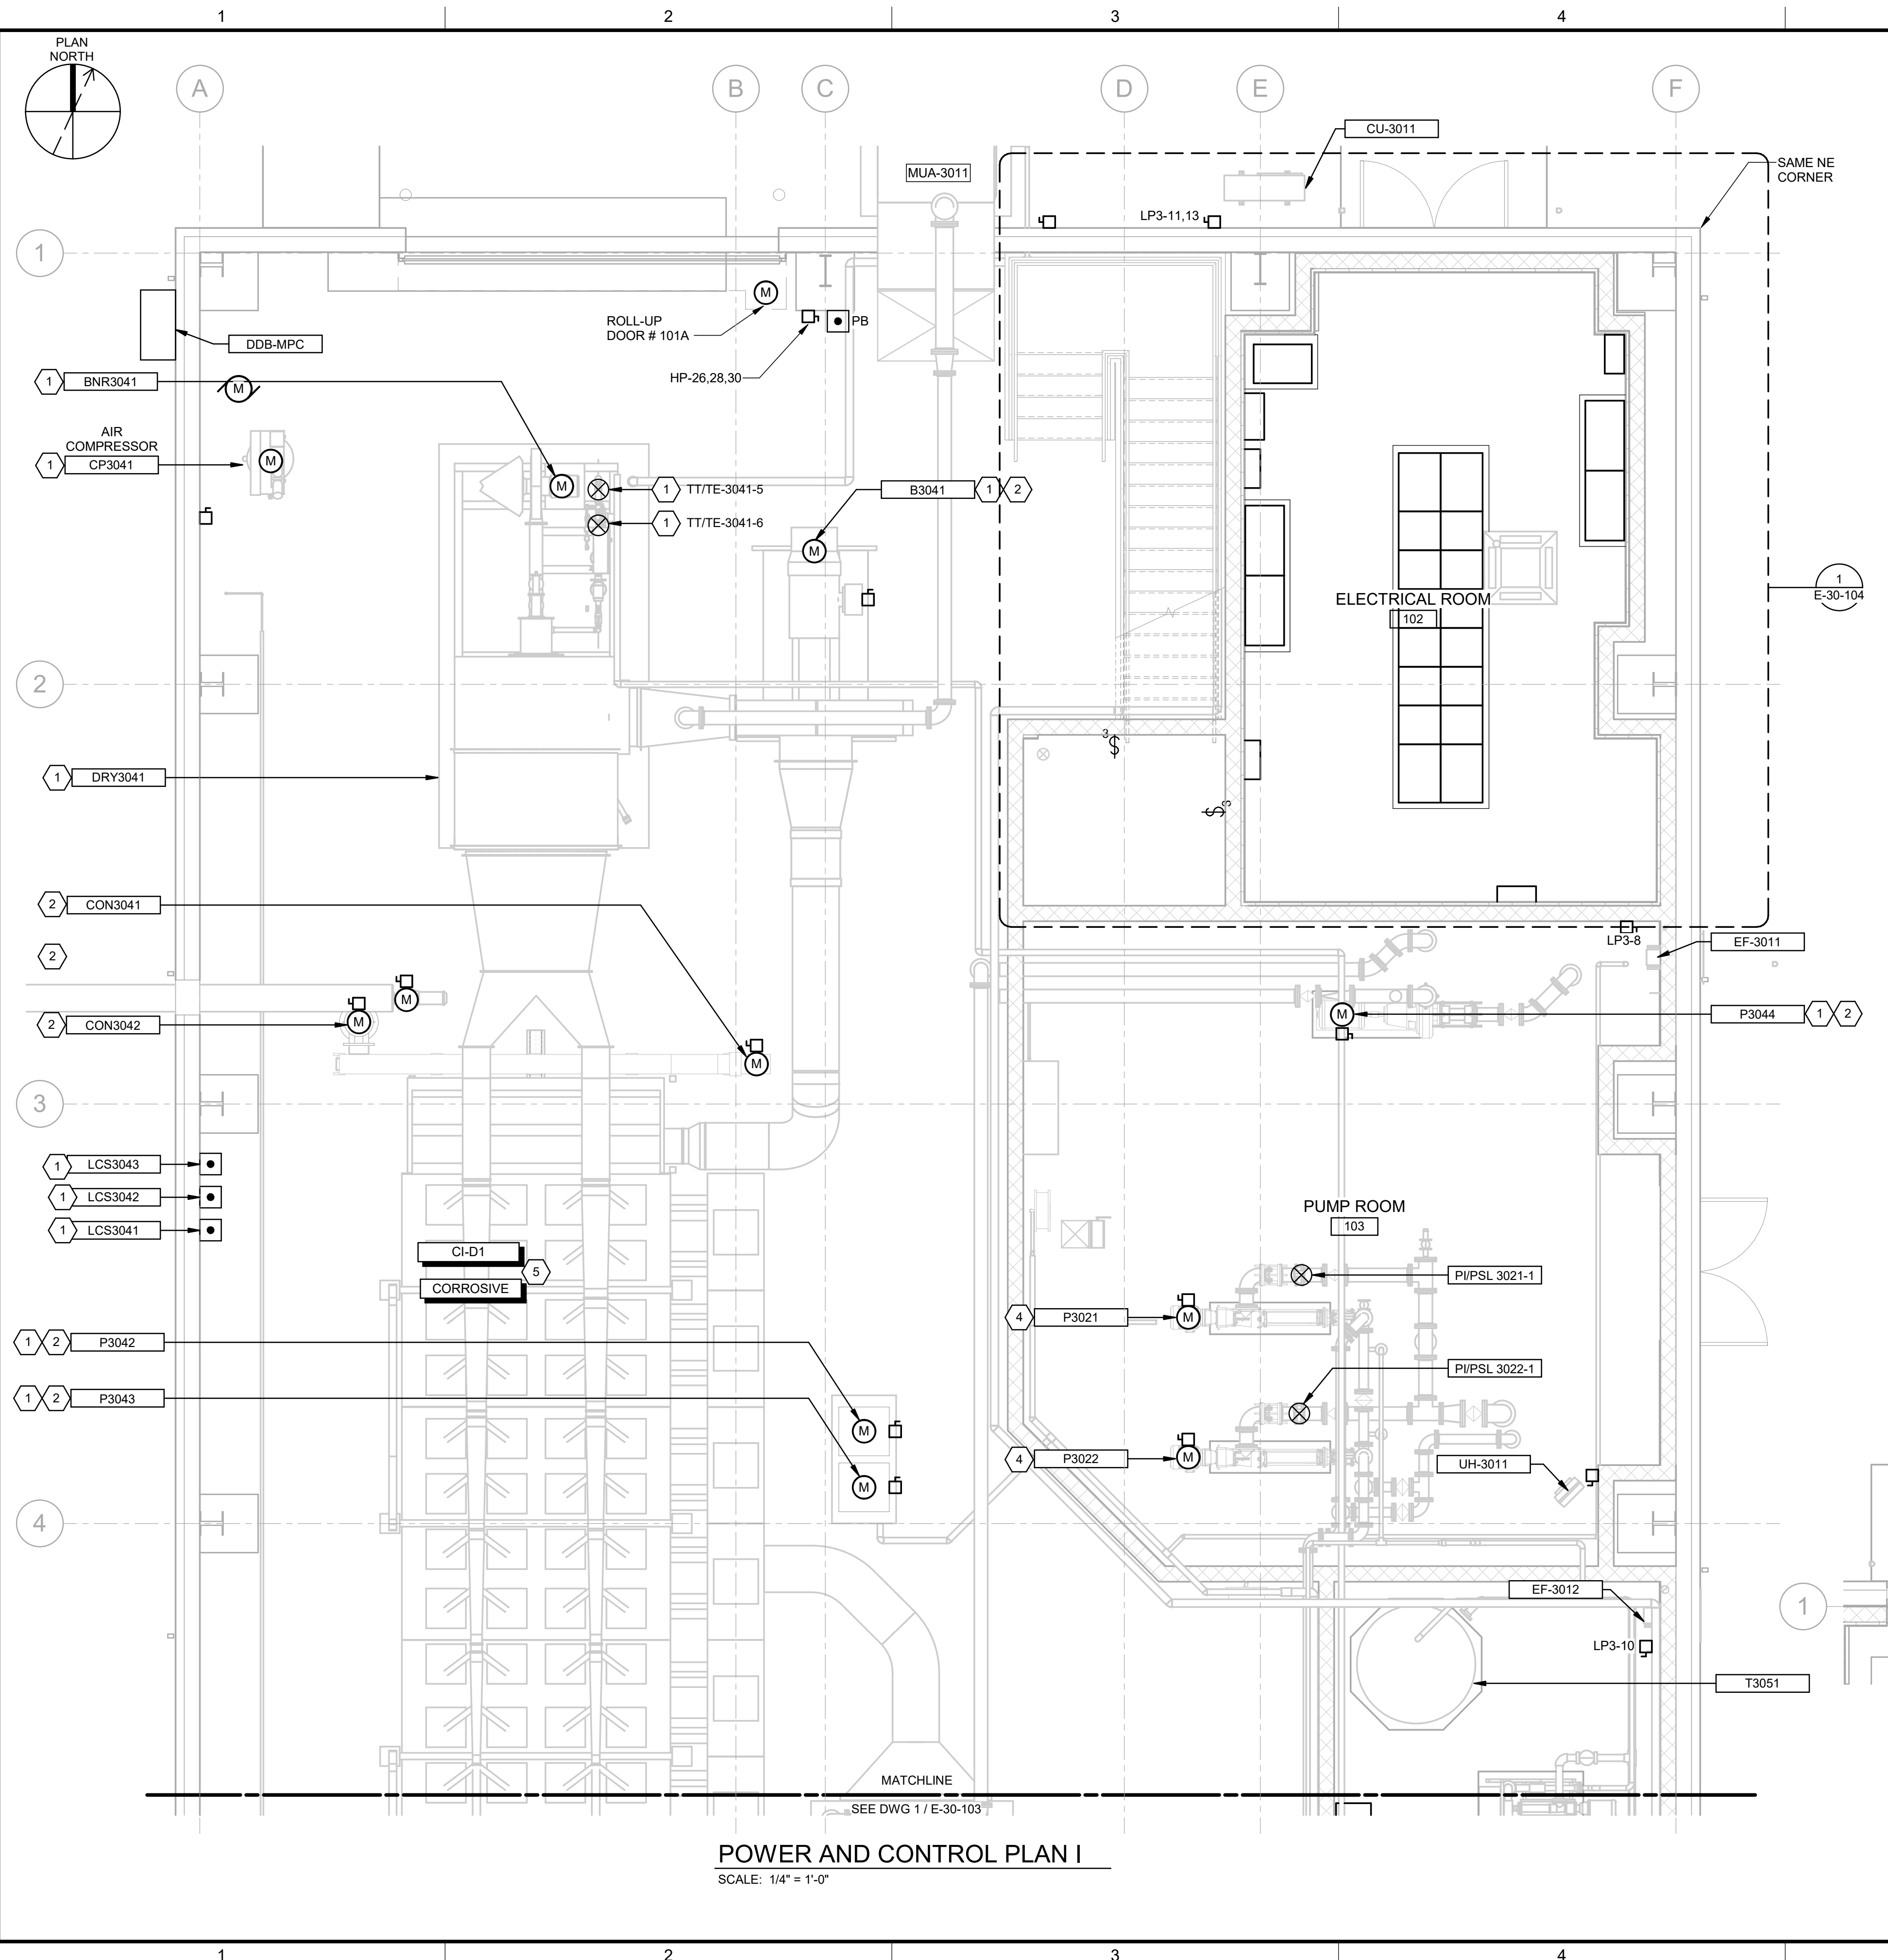 1 2 3 4
PLAN
NORTH
A B C D E F
CU-3011
SAME NE
CORNER
MUA-3011
LP3-11,13
1
M
ROLL-UP
DOOR # 101A
PB
DDB-MPC
HP-26,28,30
1 BNR3041
M
AIR
COMPRESSOR
1 CP3041
M
M
1 TT/TE-3041-5
B3041 1 2
1 TT/TE-3041-6
M
1
E-30-104
ELECTRICAL ROOM
102
2
3
$
1 DRY3041
$
3
2 CON3041
LP3-8
EF-3011
2
M
2 CON3042
M
M
P3044 1 2
M
3
1 LCS3043
1 LCS3042
1 LCS3041
PUMP ROOM
103
CI-D1
5
CORROSIVE
PI/PSL 3021-1
4 P3021
M
1 2 P3042
PI/PSL 3022-1
1 2 P3043
M
4 P3022
M
UH-3011
M
4
EF-3012
1
LP3-10
T3051
MATCHLINE
SEE DWG 1 / E-30-103
POWER AND CONTROL PLAN I
SCALE: 1/4" = 1'-0"
1 2 3 4